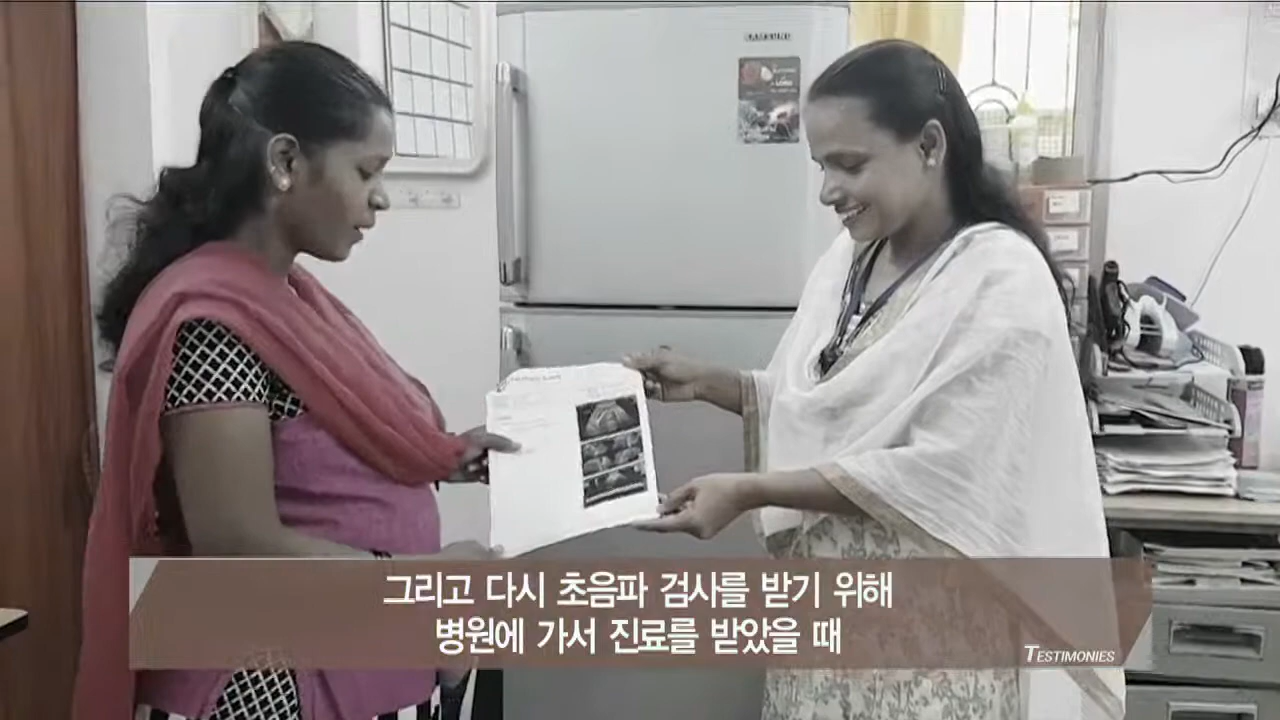 SAMSUNG
그리고 다시 초음파 검사를 받기 위해
병원에 가서 진료를 받았을 때
TESTIMONIES